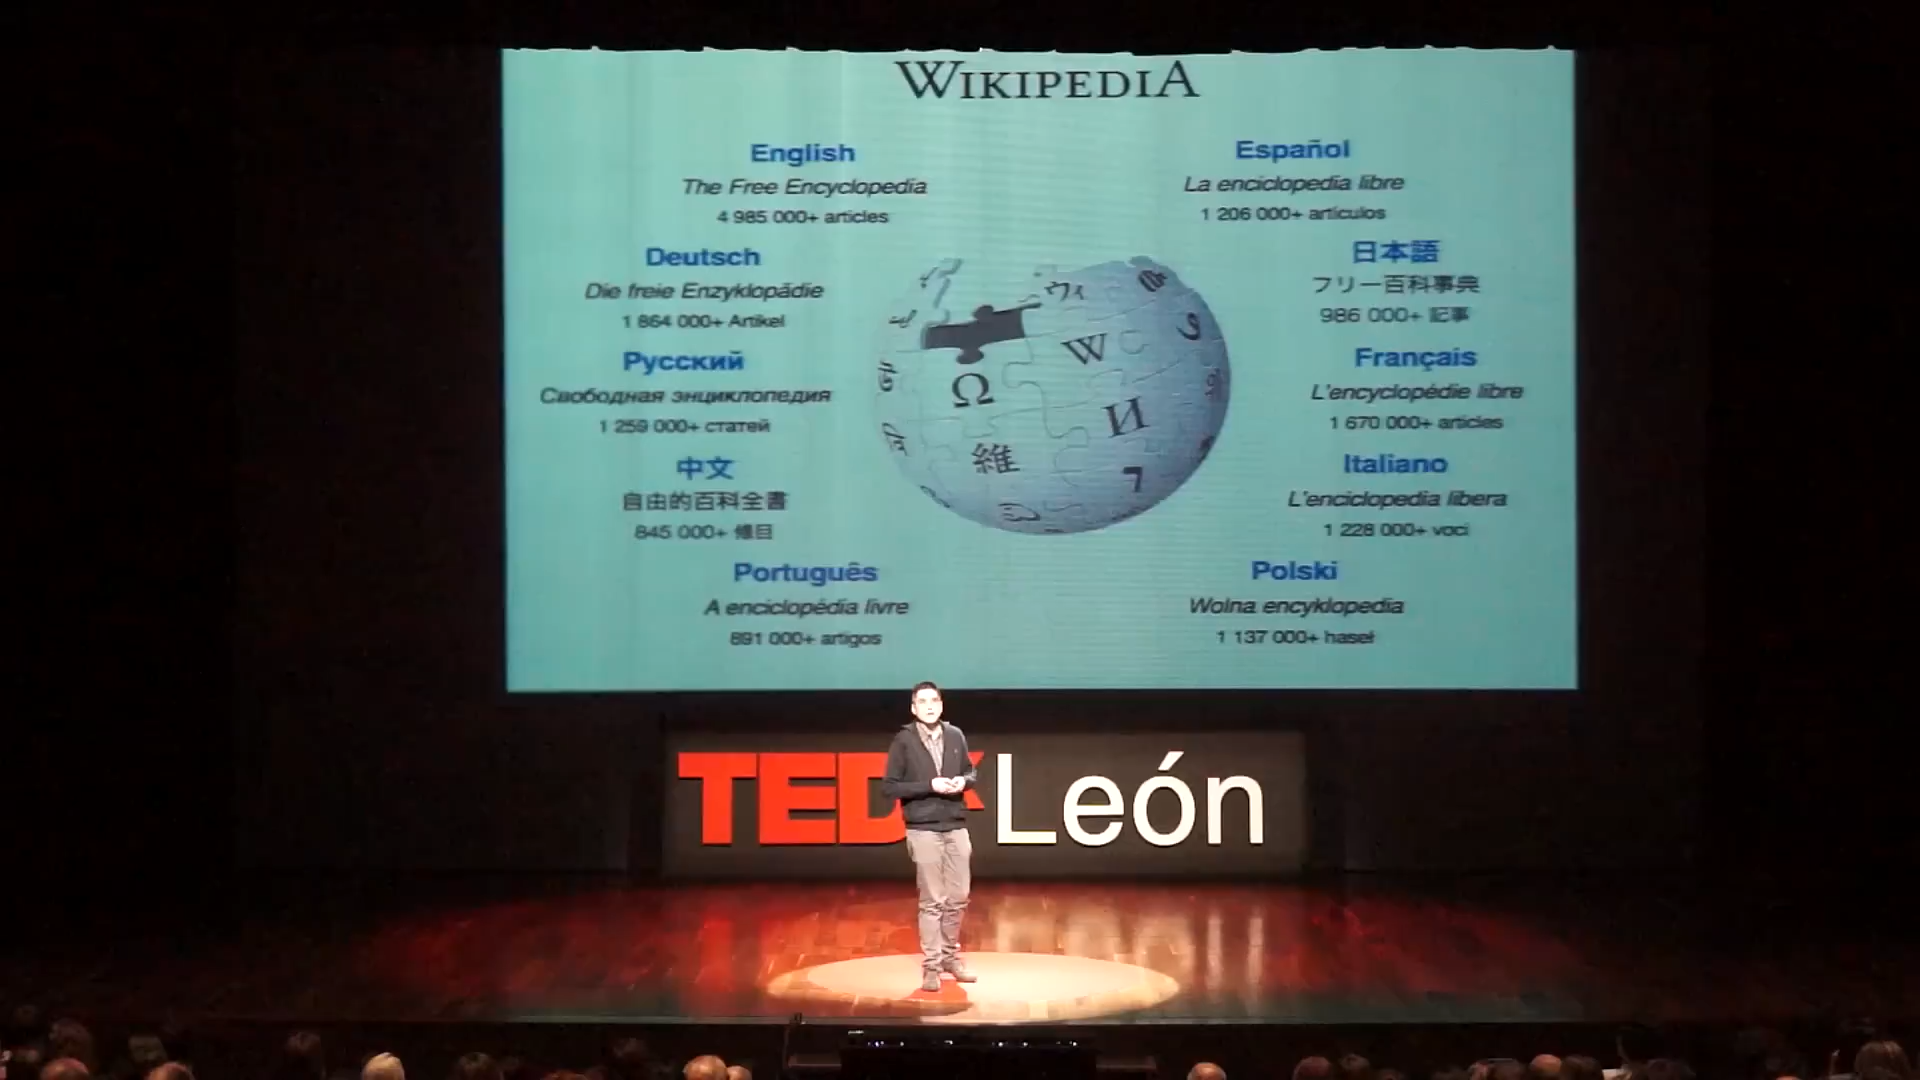 WIKIPEDIA
English
The Free Encyclopedia
4 985 000+ articles
Español
La enciclopedia libre
1 206 000+ artículos
Deutsch
Die freie Enzyklopädie
1 864 000+ Artikel
日本語
フリー百科事典
986 000+ 記事
Русский
Свободная энциклопедия
1 259 000+ статей
Français
L'encyclopédie libre
1 670 000+ articles
中文
自由的百科全書
845 000+ 條目
Italiano
L'enciclopedia libera
1 228 000+ voci
Português
A enciclopédia livre
891 000+ artigos
Polski
Wolna encyklopedia
1 137 000+ haseł
ウィ
W
Ω
И
維
7
TEDx León